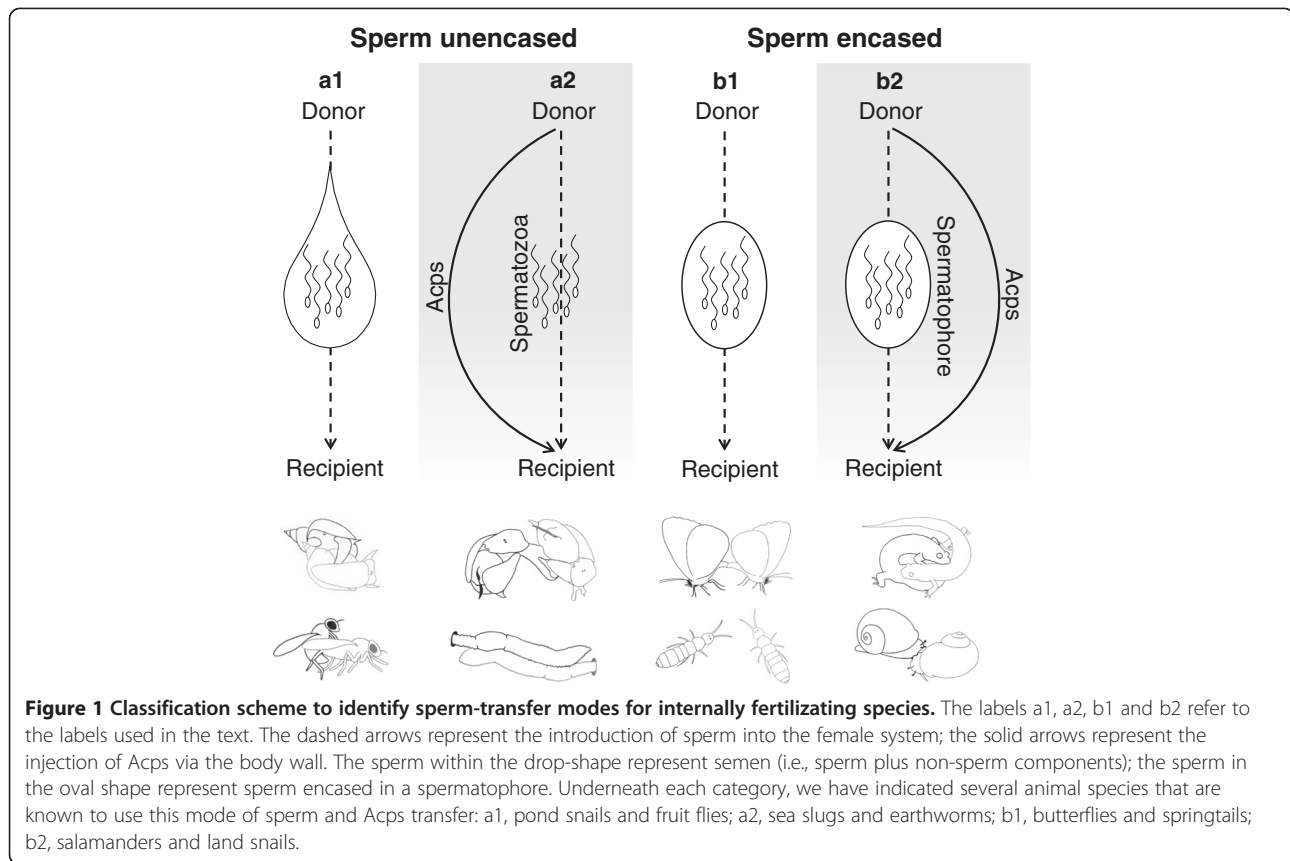 Sperm unencased Sperm encased
a1 a2 b1 b2
Donor Donor Donor Donor
Acps
Spermatozoa
Spermatophore
Acps
Recipient Recipient Recipient Recipient
Figure 1 Classification scheme to identify sperm-transfer modes for internally fertilizating species. The labels a1, a2, b1 and b2 refer to
the labels used in the text. The dashed arrows represent the introduction of sperm into the female system; the solid arrows represent the
injection of Acps via the body wall. The sperm within the drop-shape represent semen (i.e., sperm plus non-sperm components); the sperm in
the oval shape represent sperm encased in a spermatophore. Underneath each category, we have indicated several animal species that are
known to use this mode of sperm and Acps transfer: a1, pond snails and fruit flies; a2, sea slugs and earthworms; b1, butterflies and springtails;
b2, salamanders and land snails.